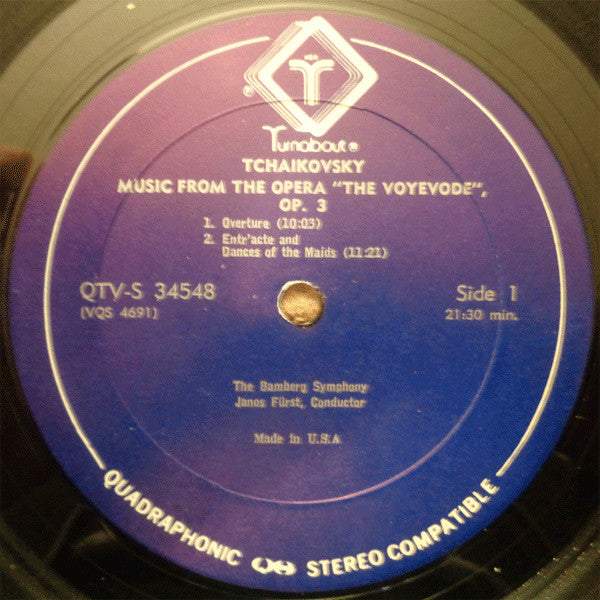 ℗
Turnabout®
TCHAIKOVSKY
MUSIC FROM THE OPERA "THE VOYEVODE",
OP. 3
1. Overture (10:03)
2. Entr'acte and
Dances of the Maids (11:21)
QTV-S 34548
(VQS 4691)
Side 1
21:30 min.
The Bamberg Symphony
Janos Fürst, Conductor
Made in U.S.A
QUADRAPHONIC STEREO COMPATIBLE